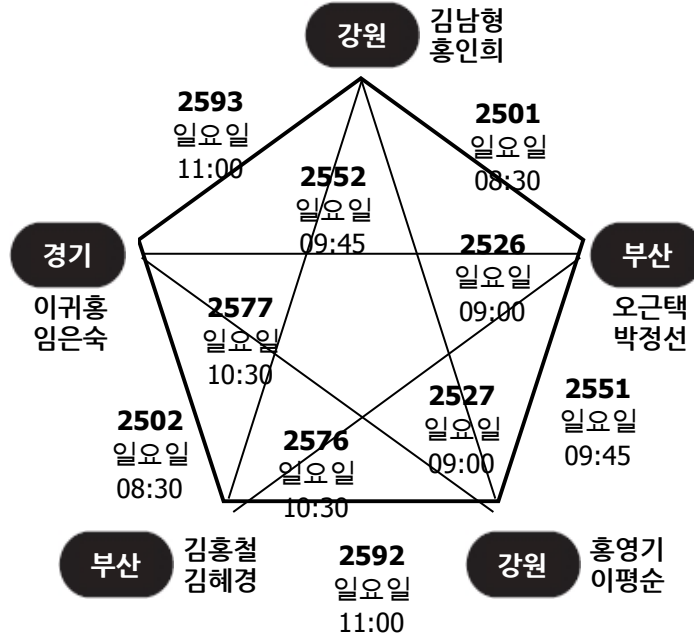 강원
김남형
홍인희
2593
일요일
11:00
2501
일요일
08:30
2552
일요일
09:45
경기
이귀홍
임은숙
2526
일요일
09:00
부산
오근택
박정선
2577
일요일
10:30
2502
일요일
08:30
2576
일요일
10:30
2527
일요일
09:00
2551
일요일
09:45
부산
김홍철
김혜경
2592
일요일
11:00
강원
홍영기
이평순